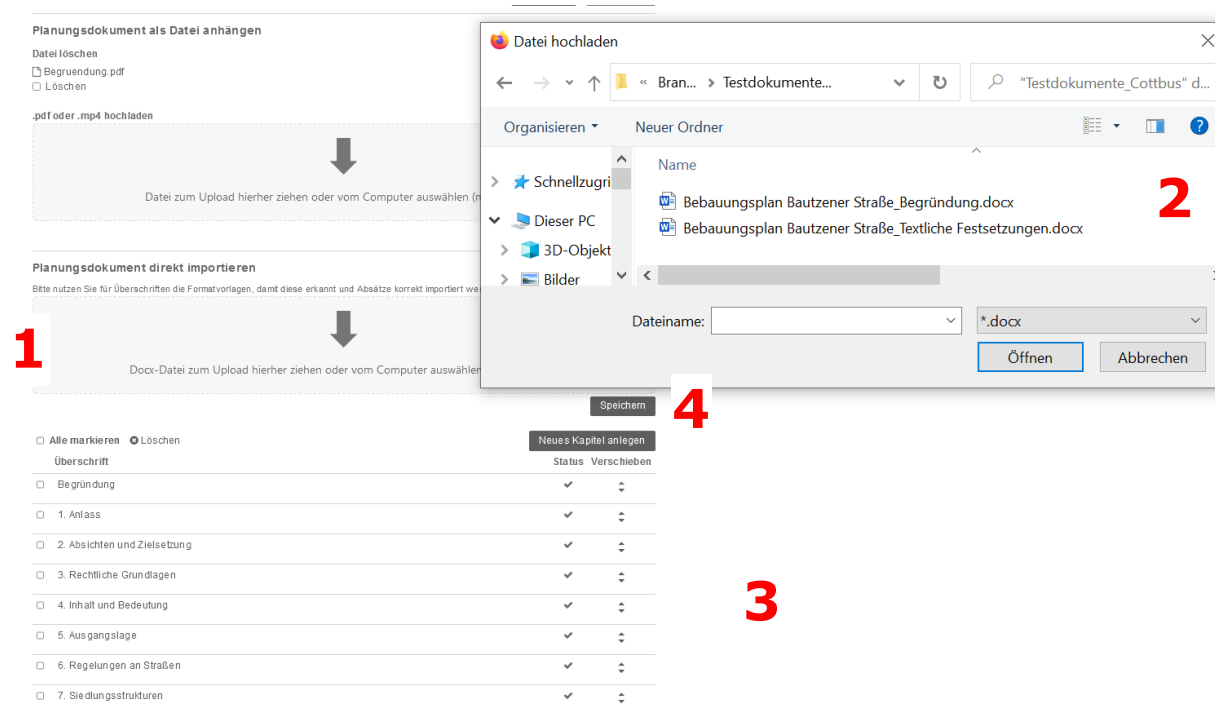 Planungsdokument als Datei anhängen
Datei löschen
Begruendung.pdf
Löschen
.pdf oder .mp4 hochladen
Datei zum Upload hierher ziehen oder vom Computer auswählen
Planungsdokument direkt importieren
Bitte nutzen Sie für Überschriften die Formatvorlagen, damit diese erkannt und Absätze korrekt importiert
1
Docx-Datei zum Upload hierher ziehen oder vom Computer auswählen
Speichern
4
Datei hochladen
« Bran... Testdokumente...
"Testdokumente_Cottbus" d...
Organisieren Neuer Ordner
?
Name
Schnellzugri
Dieser PC
3D-Objekt
Bilder
Bebauungsplan Bautzener Straße_Begründung.docx
Bebauungsplan Bautzener Straße_Textliche Festsetzungen.docx
2
Dateiname: *.docx
Öffnen Abbrechen
Alle markieren Löschen Neues Kapitel anlegen
Überschrift Status Verschieben
Begründung
1. Anlass
2. Absichten und Zielsetzung
3. Rechtliche Grundlagen
4. Inhalt und Bedeutung
5. Ausgangslage
6. Regelungen an Straßen
7. Siedlungsstrukturen
3